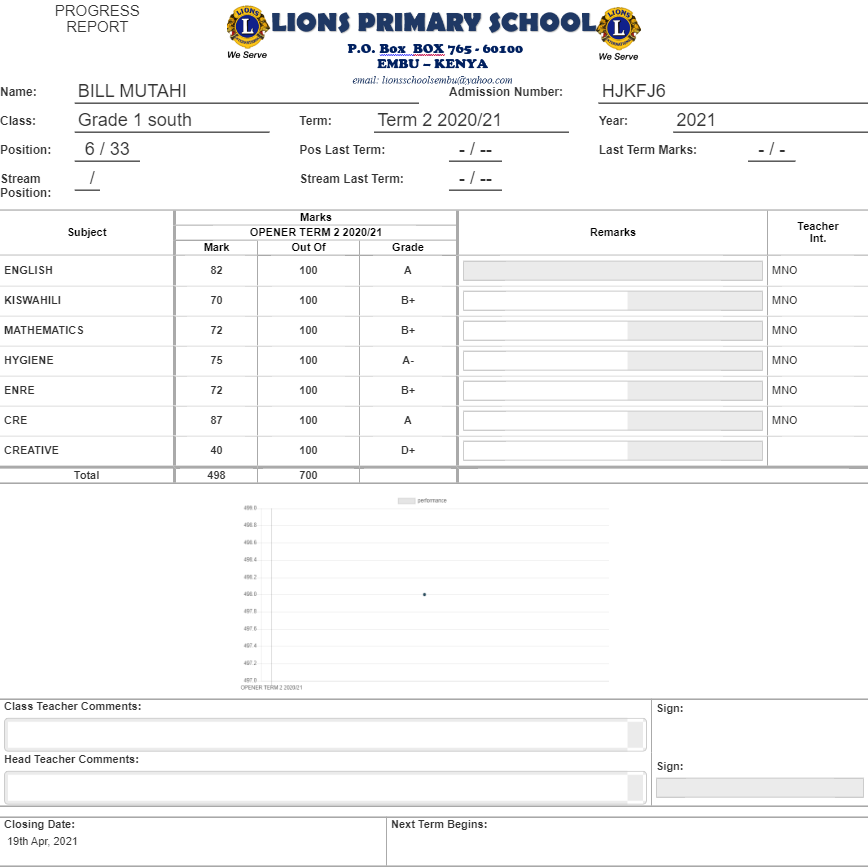 PROGRESS
REPORT
LIONS PRIMARY SCHOOL
We Serve
We Serve
P.O. Box BOX 765 - 60100
EMBU – KENYA
email: lionsschoolsembu@yahoo.com
Name: BILL MUTAHI Admission Number: HJKFJ6
Class: Grade 1 south Term: Term 2 2020/21 Year: 2021
Position: 6 / 33 Pos Last Term: - / -- Last Term Marks: - / -
Stream Position: / Stream Last Term: - / --
Subject Marks Remarks Teacher Int.
OPENER TERM 2 2020/21
Mark Out Of Grade
ENGLISH 82 100 A MNO
KISWAHILI 70 100 B+ MNO
MATHEMATICS 72 100 B+ MNO
HYGIENE 75 100 A- MNO
ENRE 72 100 B+ MNO
CRE 87 100 A MNO
CREATIVE 40 100 D+
Total 498 700
performance
499.0
498.8
498.6
498.4
498.2
498.0
497.8
497.6
497.4
497.2
497.0
OPENER TERM 2 2020/21
Class Teacher Comments: Sign:
Head Teacher Comments: Sign:
Closing Date: Next Term Begins:
19th Apr, 2021